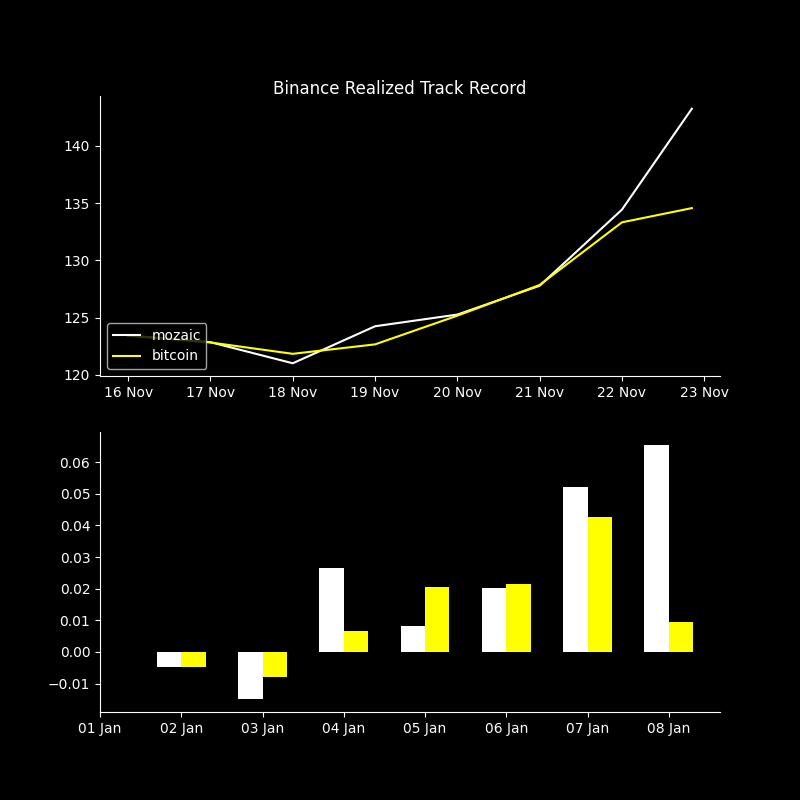 Binance Realized Track Record
140
135
130
125
120
mozaic
bitcoin
16 Nov 17 Nov 18 Nov 19 Nov 20 Nov 21 Nov 22 Nov 23 Nov
0.06
0.05
0.04
0.03
0.02
0.01
0.00
−0.01
01 Jan 02 Jan 03 Jan 04 Jan 05 Jan 06 Jan 07 Jan 08 Jan